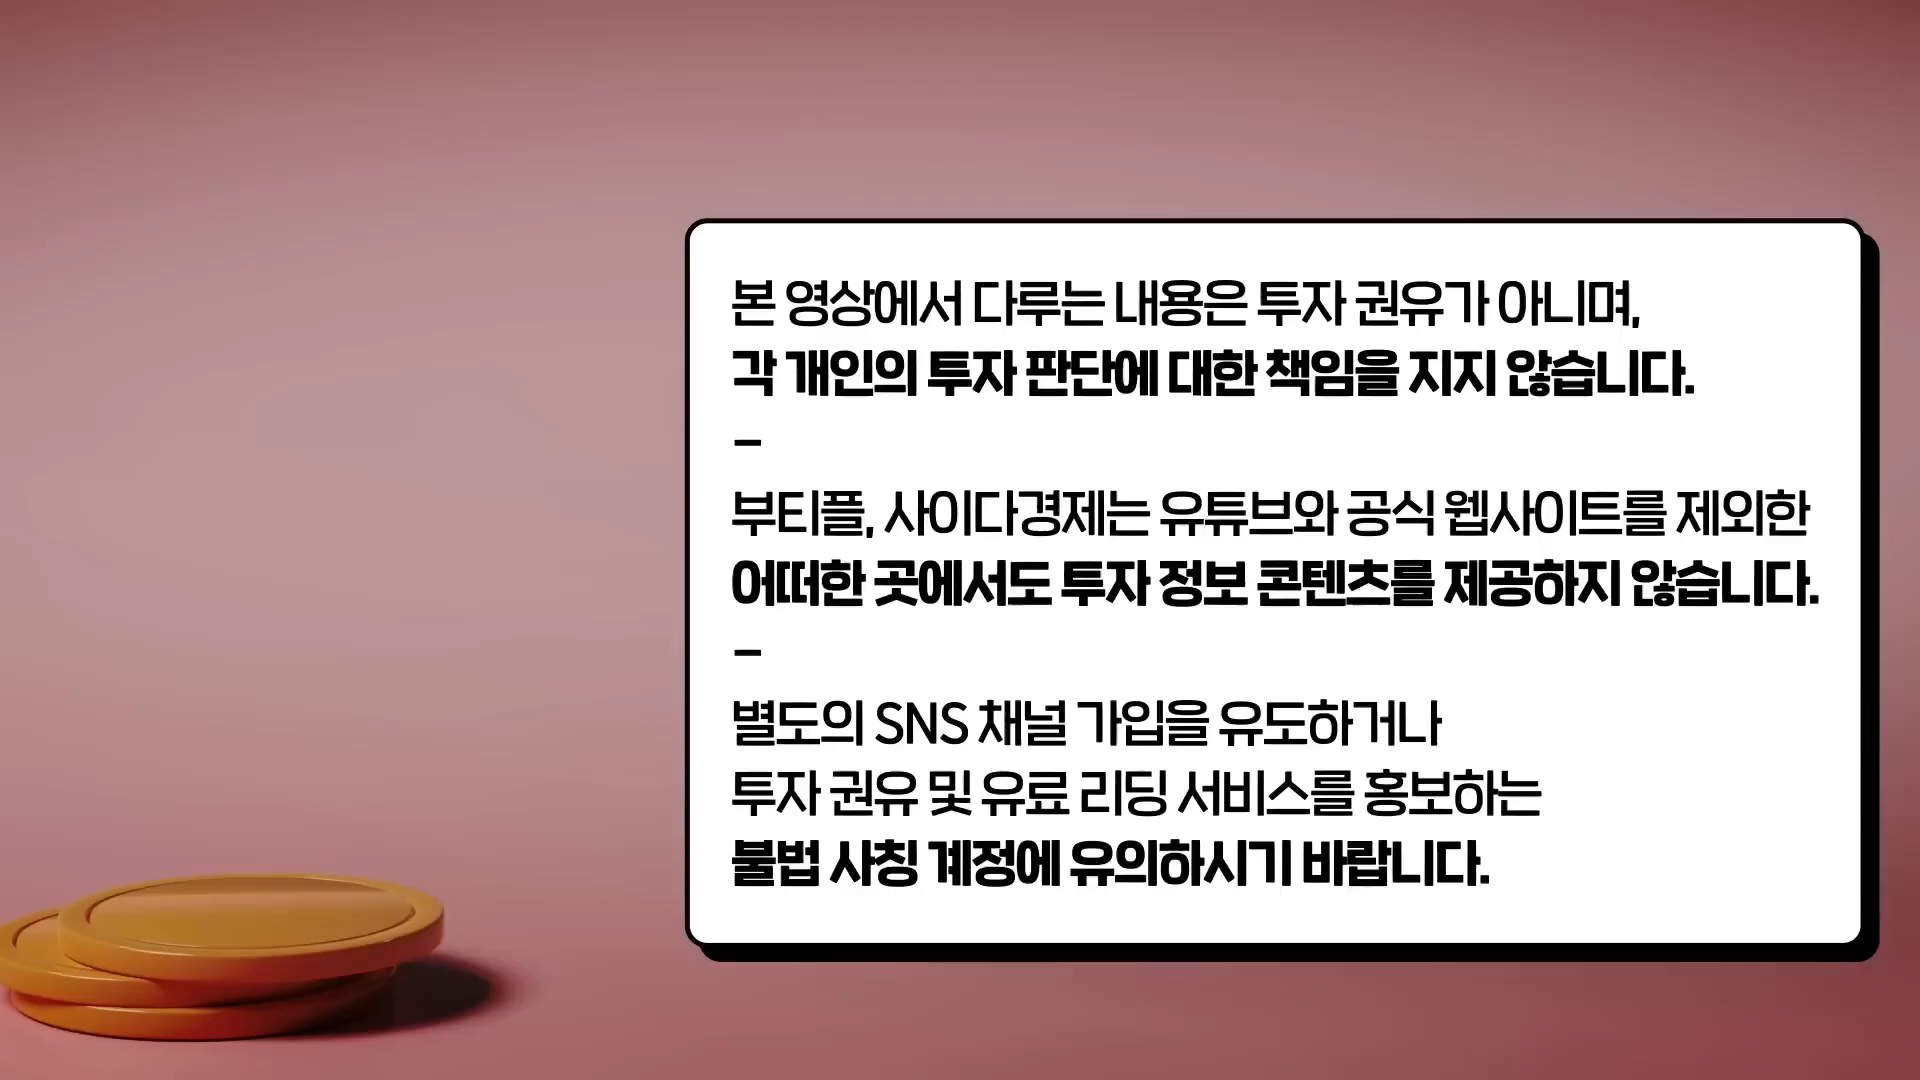 본 영상에서 다루는 내용은 투자 권유가 아니며,
각 개인의 투자 판단에 대한 책임을 지지 않습니다.
–
부티플, 사이다경제는 유튜브와 공식 웹사이트를 제외한
어떠한 곳에서도 투자 정보 콘텐츠를 제공하지 않습니다.
–
별도의 SNS 채널 가입을 유도하거나
투자 권유 및 유료 리딩 서비스를 홍보하는
불법 사칭 계정에 유의하시기 바랍니다.